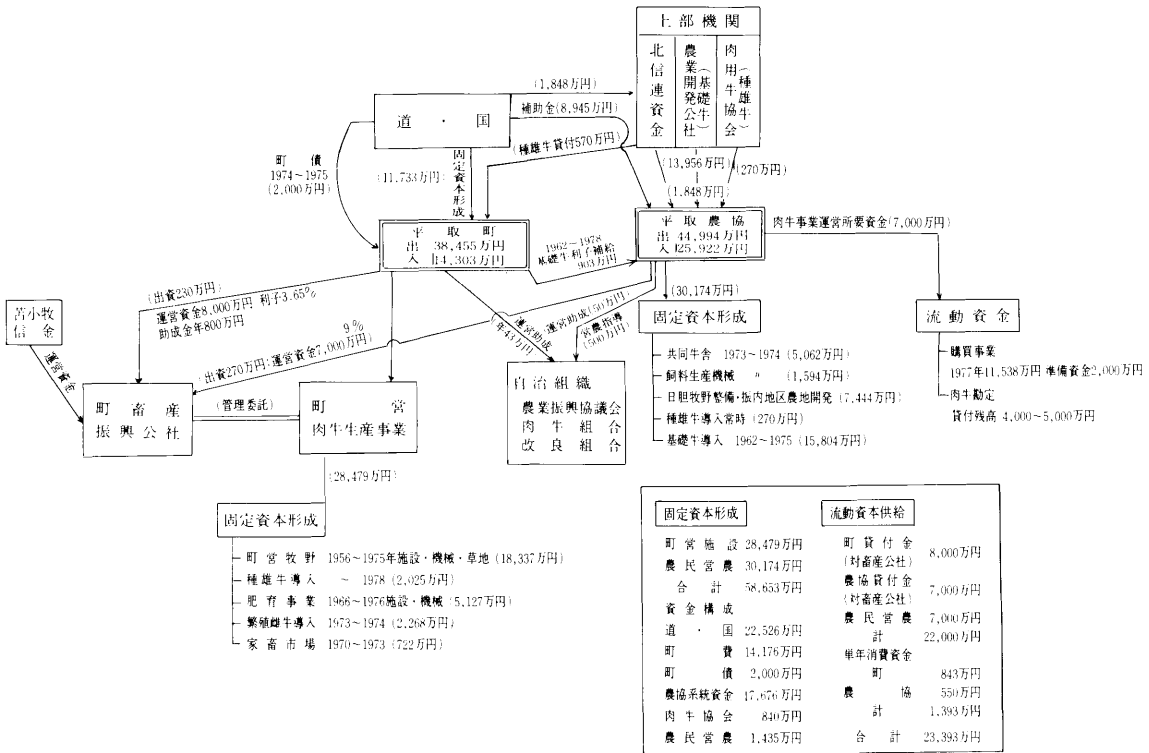 上部機関
北信連資金
農業開発公社(基礎牛)
肉用牛協会(種雄牛)
(1,848万円)
補助金(8,945万円)
道・国
(種雄牛貸付570万円)
町債
1974~1975
(2,000万円)
(11,733万円)
固定資本形成
(13,956万円)
(270万円)
(1,848万円)
平取町
出 38,455万円
入 14,303万円
1962~1978
基礎牛利子補給
903万円
平取農協
出 44,994万円
入 25,922万円
肉牛事業運営所要資金(7,000万円)
(出資230万円)
運営資金8,000万円 利子3.65%
助成金年800万円
苫小牧
信金
運営資金
9%
(出資270万円:運営資金7,000万円)
運営助成
(年43万円)
運営助成(50万円)
営農指導
(500万円)
(30,174万円)
固定資本形成
共同牛舎 1973~1974(5,062万円)
飼料生産機械 〃 (1,594万円)
日胆牧野整備・振内地区農地開発(7,444万円)
種雄牛導入常時(270万円)
基礎牛導入 1962~1975(15,804万円)
流動資金
購買事業
1977年11,538万円 準備資金2,000万円
肉牛勘定
貸付残高 4,000~5,000万円
町畜産
振興公社
(管理委託)
町営
肉牛生産事業
自治組織
農業振興協議会
肉牛組合
改良組合
(28,479万円)
固定資本形成
町営牧野 1956~1975年施設・機械・草地(18,337万円)
種雄牛導入 ~ 1978(2,025万円)
肥育事業 1966~1976施設・機械(5,127万円)
繁殖雌牛導入 1973~1974(2,268万円)
家畜市場 1970~1973(722万円)
固定資本形成
町営施設 28,479万円
農民営農 30,174万円
合計 58,653万円
資金構成
道・国 22,526万円
町費 14,176万円
町債 2,000万円
農協系統資金 17,676万円
肉牛協会 840万円
農民営農 1,435万円
流動資本供給
町貸付金
(対畜産公社) 8,000万円
農協貸付金
(対畜産公社) 7,000万円
農民営農 7,000万円
計 22,000万円
単年消費資金
町 843万円
農協 550万円
計 1,393万円
合計 23,393万円